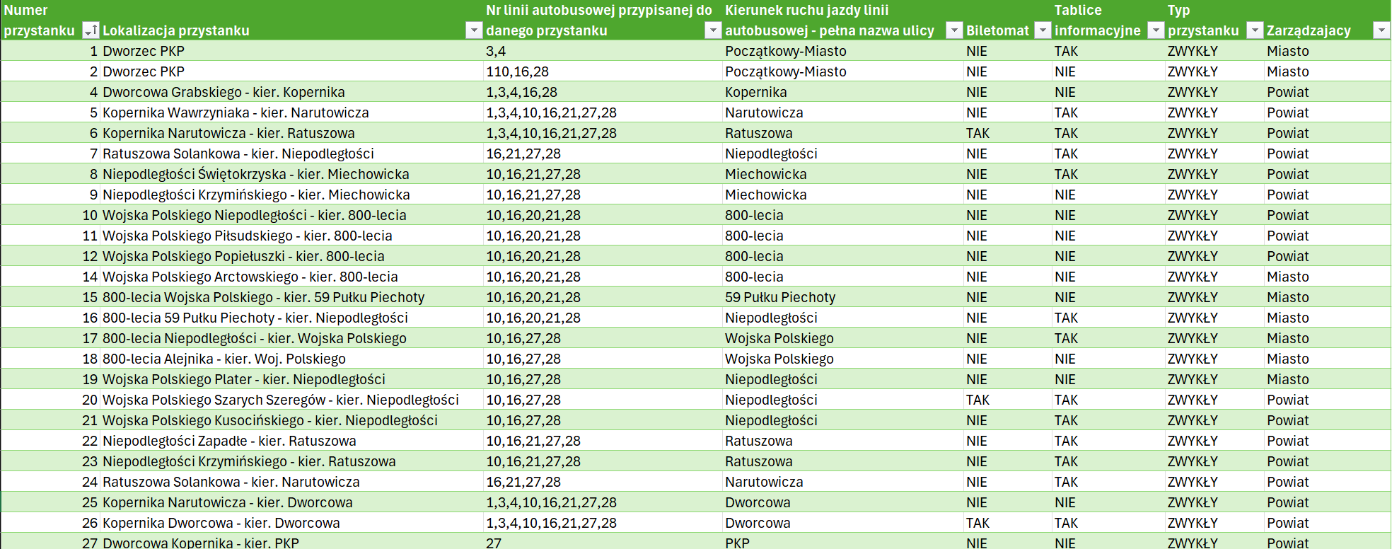 Numer przystanku Lokalizacja przystanku Nr linii autobusowej przypisanej do danego przystanku Kierunek ruchu jazdy linii autobusowej - pełna nazwa ulicy Biletomat Tablice informacyjne Typ przystanku Zarządzajacy
1 Dworzec PKP 3,4 Początkowy-Miasto NIE TAK ZWYKŁY Miasto
2 Dworzec PKP 110,16,28 Początkowy-Miasto NIE NIE ZWYKŁY Miasto
4 Dworcowa Grabskiego - kier. Kopernika 1,3,4,16,28 Kopernika NIE NIE ZWYKŁY Powiat
5 Kopernika Wawrzyniaka - kier. Narutowicza 1,3,4,10,16,21,27,28 Narutowicza NIE TAK ZWYKŁY Powiat
6 Kopernika Narutowicza - kier. Ratuszowa 1,3,4,10,16,21,27,28 Ratuszowa TAK TAK ZWYKŁY Powiat
7 Ratuszowa Solankowa - kier. Niepodległości 16,21,27,28 Niepodległości NIE TAK ZWYKŁY Powiat
8 Niepodległości Świętokrzyska - kier. Miechowicka 10,16,21,27,28 Miechowicka NIE TAK ZWYKŁY Powiat
9 Niepodległości Krzymińskiego - kier. Miechowicka 10,16,21,27,28 Miechowicka NIE NIE ZWYKŁY Powiat
10 Wojska Polskiego Niepodległości - kier. 800-lecia 10,16,20,21,28 800-lecia NIE NIE ZWYKŁY Powiat
11 Wojska Polskiego Piłsudskiego - kier. 800-lecia 10,16,20,21,28 800-lecia NIE NIE ZWYKŁY Powiat
12 Wojska Polskiego Popiełuszki - kier. 800-lecia 10,16,20,21,28 800-lecia NIE NIE ZWYKŁY Powiat
14 Wojska Polskiego Arctowskiego - kier. 800-lecia 10,16,20,21,28 800-lecia NIE NIE ZWYKŁY Miasto
15 800-lecia Wojska Polskiego - kier. 59 Pułku Piechoty 10,16,20,21,28 59 Pułku Piechoty NIE NIE ZWYKŁY Miasto
16 800-lecia 59 Pułku Piechoty - kier. Niepodległości 10,16,20,21,28 Niepodległości NIE TAK ZWYKŁY Miasto
17 800-lecia Niepodległości - kier. Wojska Polskiego 10,16,27,28 Wojska Polskiego NIE TAK ZWYKŁY Miasto
18 800-lecia Alejnika - kier. Woj. Polskiego 10,16,27,28 Wojska Polskiego NIE NIE ZWYKŁY Miasto
19 Wojska Polskiego Plater - kier. Niepodległości 10,16,27,28 Niepodległości NIE NIE ZWYKŁY Miasto
20 Wojska Polskiego Szarych Szeregów - kier. Niepodległości 10,16,27,28 Niepodległości TAK TAK ZWYKŁY Powiat
21 Wojska Polskiego Kusocińskiego - kier. Niepodległości 10,16,27,28 Niepodległości NIE TAK ZWYKŁY Powiat
22 Niepodległości Zapadłe - kier. Ratuszowa 10,16,21,27,28 Ratuszowa NIE TAK ZWYKŁY Powiat
23 Niepodległości Krzymińskiego - kier. Ratuszowa 10,16,21,27,28 Ratuszowa NIE TAK ZWYKŁY Powiat
24 Ratuszowa Solankowa - kier. Narutowicza 16,21,27,28 Narutowicza NIE TAK ZWYKŁY Powiat
25 Kopernika Narutowicza - kier. Dworcowa 1,3,4,10,16,21,27,28 Dworcowa NIE NIE ZWYKŁY Powiat
26 Kopernika Dworcowa - kier. Dworcowa 1,3,4,10,16,21,27,28 Dworcowa TAK TAK ZWYKŁY Powiat
27 Dworcowa Kopernika - kier. PKP 27 PKP NIE NIE ZWYKŁY Powiat